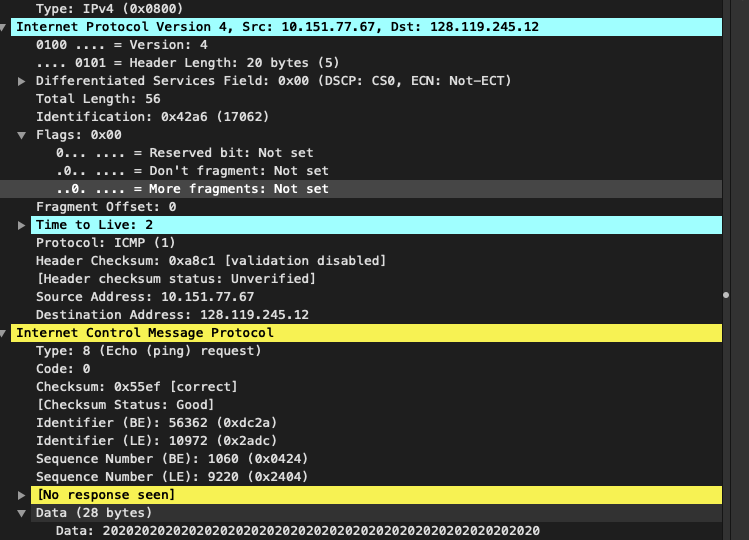 Type: IPv4 (0x0800)
Internet Protocol Version 4, Src: 10.151.77.67, Dst: 128.119.245.12
0100 .... = Version: 4
.... 0101 = Header Length: 20 bytes (5)
Differentiated Services Field: 0x00 (DSCP: CS0, ECN: Not-ECT)
Total Length: 56
Identification: 0x42a6 (17062)
Flags: 0x00
0... .... = Reserved bit: Not set
.0.. .... = Don't fragment: Not set
..0. .... = More fragments: Not set
Fragment Offset: 0
Time to Live: 2
Protocol: ICMP (1)
Header Checksum: 0xa8c1 [validation disabled]
[Header checksum status: Unverified]
Source Address: 10.151.77.67
Destination Address: 128.119.245.12
Internet Control Message Protocol
Type: 8 (Echo (ping) request)
Code: 0
Checksum: 0x55ef [correct]
[Checksum Status: Good]
Identifier (BE): 56362 (0xdc2a)
Identifier (LE): 10972 (0x2adc)
Sequence Number (BE): 1060 (0x0424)
Sequence Number (LE): 9220 (0x2404)
[No response seen]
Data (28 bytes)
Data: 20202020202020202020202020202020202020202020202020202020